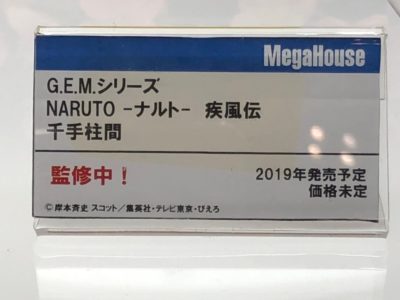 MegaHouse
G.E.M.シリーズ
NARUTO -ナルト- 疾風伝
千手柱間
監修中！
2019年発売予定
価格未定
© 岸本斉史 スコット／集英社・テレビ東京・ぴえろ